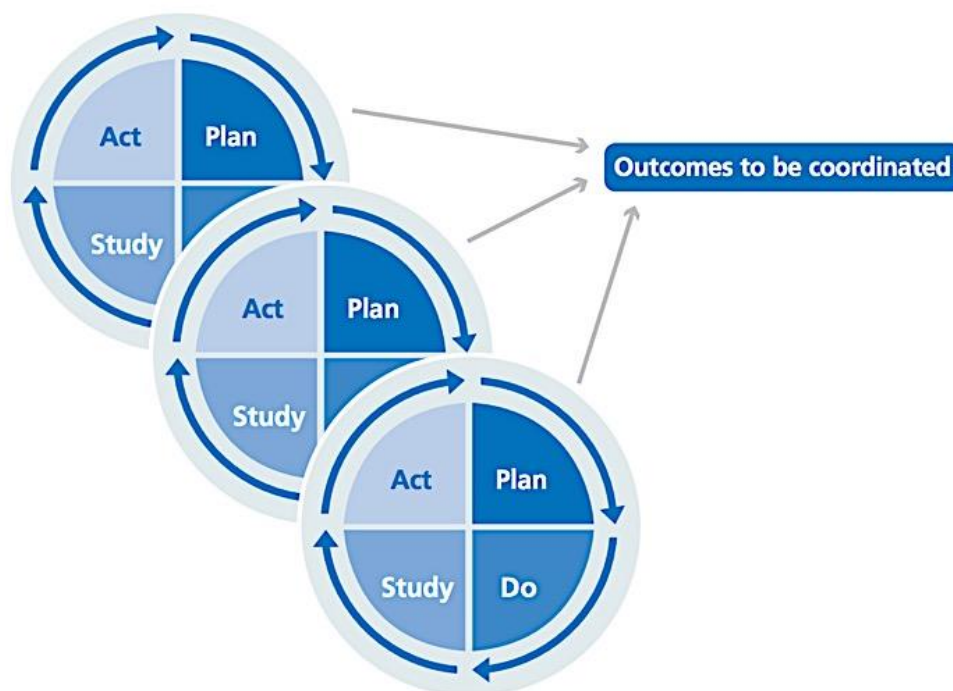 Act
Plan
Study
Outcomes to be coordinated
Act
Plan
Study
Act
Plan
Study
Do